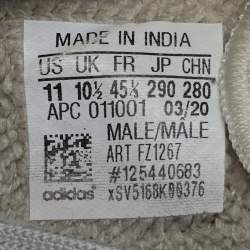 MADE IN INDIA
US UK FR JP CHN
11 10½ 45⅓ 290 280
APC 011001 03/20
MALE/MALE
ART FZ1267
#125440683
adidas xSV5168K00376